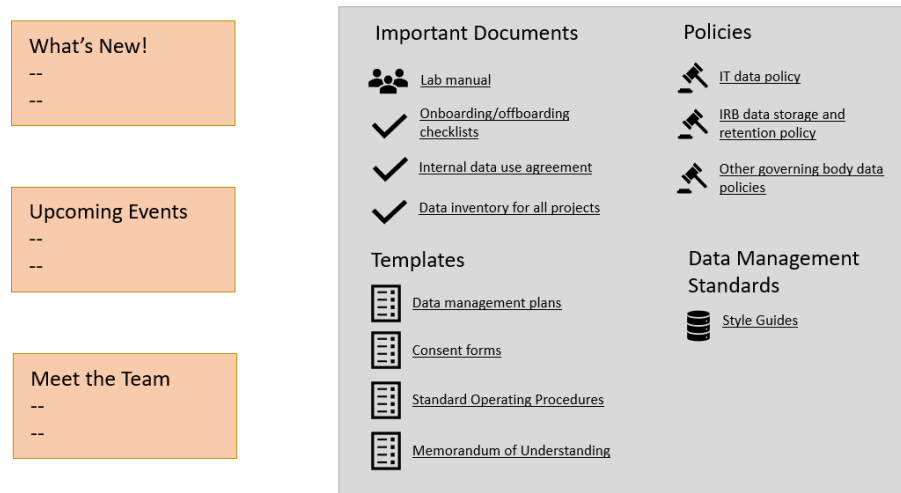 What’s New!
--
--
Upcoming Events
--
--
Meet the Team
--
--
Important Documents
Lab manual
Onboarding/offboarding
checklists
Internal data use agreement
Data inventory for all projects
Templates
Data management plans
Consent forms
Standard Operating Procedures
Memorandum of Understanding
Policies
IT data policy
IRB data storage and
retention policy
Other governing body data
policies
Data Management
Standards
Style Guides